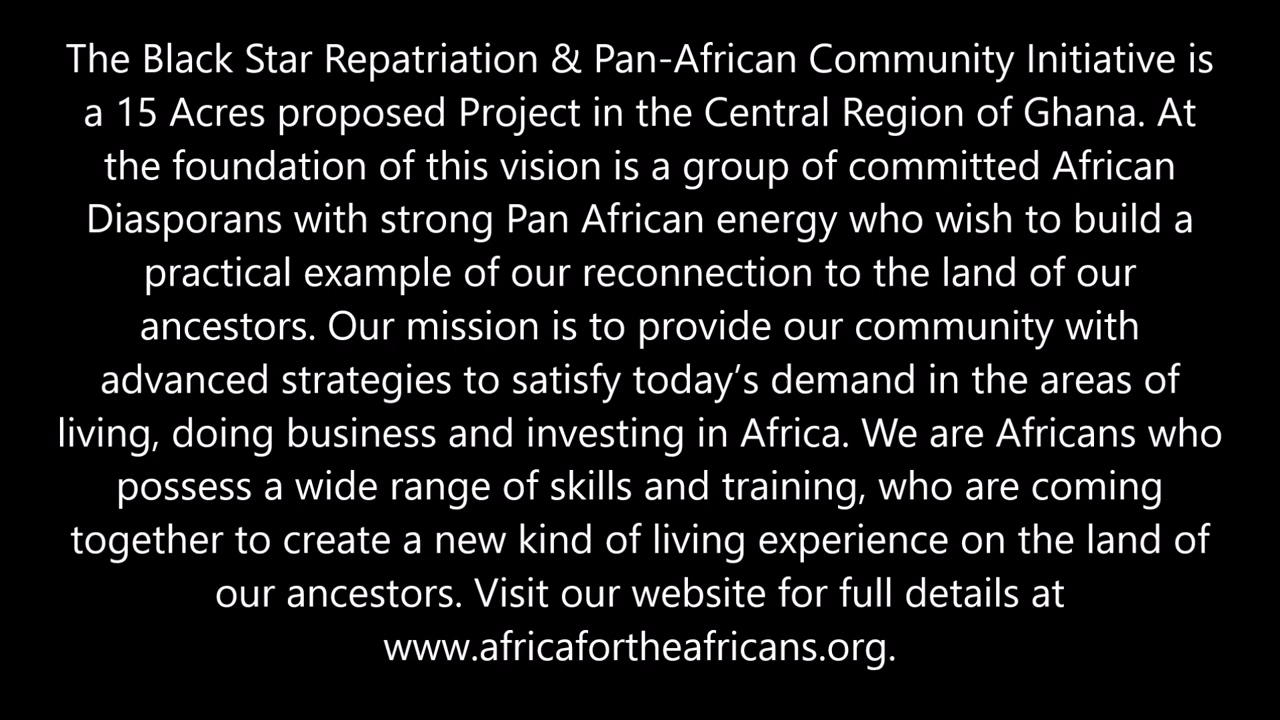 The Black Star Repatriation & Pan-African Community Initiative is
a 15 Acres proposed Project in the Central Region of Ghana. At
the foundation of this vision is a group of committed African
Diasporans with strong Pan African energy who wish to build a
practical example of our reconnection to the land of our
ancestors. Our mission is to provide our community with
advanced strategies to satisfy today’s demand in the areas of
living, doing business and investing in Africa. We are Africans who
possess a wide range of skills and training, who are coming
together to create a new kind of living experience on the land of
our ancestors. Visit our website for full details at
www.africafortheafricans.org.